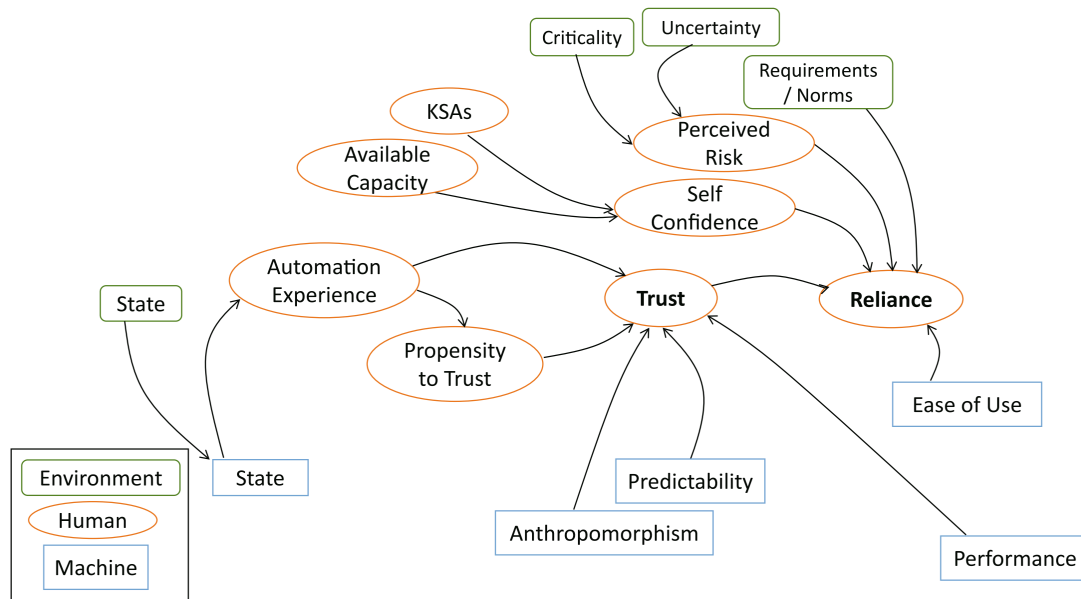 Criticality
Uncertainty
Requirements
/ Norms
KSAs
Perceived
Risk
Available
Capacity
Self
Confidence
Automation
Experience
State
Trust
Reliance
Propensity
to Trust
Ease of Use
Environment
Human
Machine
State
Predictability
Anthropomorphism
Performance